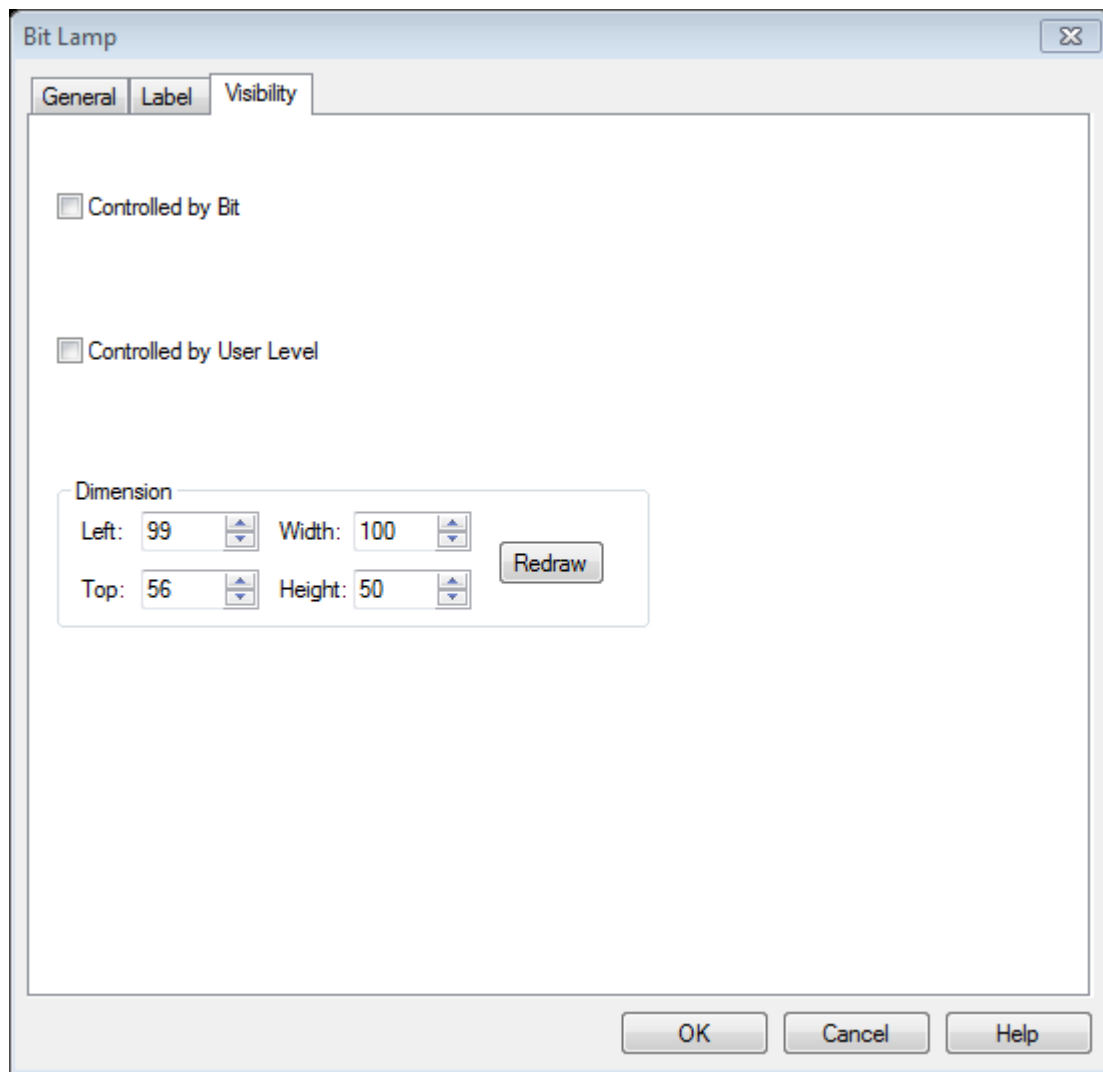 Bit Lamp
General Label Visibility
Controlled by Bit
Controlled by User Level
Dimension
Left: 99 Width: 100
Redraw
Top: 56 Height: 50
OK Cancel Help